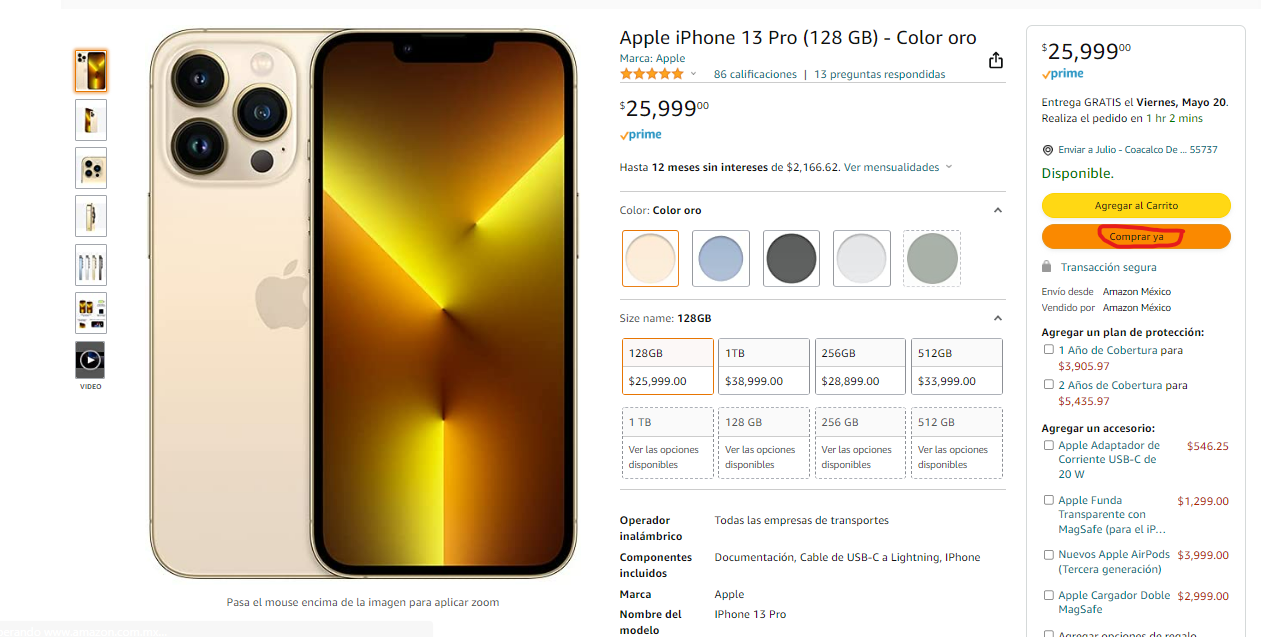 Apple iPhone 13 Pro (128 GB) - Color oro
Marca: Apple
86 calificaciones | 13 preguntas respondidas
$25,99900
prime
Hasta 12 meses sin intereses de $2,166.62. Ver mensualidades
Color: Color oro
Size name: 128GB
128GB
$25,999.00
1TB
$38,999.00
256GB
$28,899.00
512GB
$33,999.00
1 TB
Ver las opciones
disponibles
128 GB
Ver las opciones
disponibles
256 GB
Ver las opciones
disponibles
512 GB
Ver las opciones
disponibles
Operador
inalámbrico
Todas las empresas de transportes
Componentes
incluidos
Documentación, Cable de USB-C a Lightning, IPhone
Marca
Apple
Nombre del
modelo
IPhone 13 Pro
VIDEO
Pasa el mouse encima de la imagen para aplicar zoom
$25,99900
prime
Entrega GRATIS el Viernes, Mayo 20.
Realiza el pedido en 1 hr 2 mins
Enviar a Julio - Coacalco De ... 55737
Disponible.
Agregar al Carrito
Comprar ya
Transacción segura
Envío desde Amazon México
Vendido por Amazon México
Agregar un plan de protección:
1 Año de Cobertura para
$3,905.97
2 Años de Cobertura para
$5,435.97
Agregar un accesorio:
Apple Adaptador de
Corriente USB-C de
20 W
$546.25
Apple Funda
Transparente con
MagSafe (para el iP...
$1,299.00
Nuevos Apple AirPods
(Tercera generación)
$3,999.00
Apple Cargador Doble
MagSafe
$2,999.00
Agregar opciones de regalo